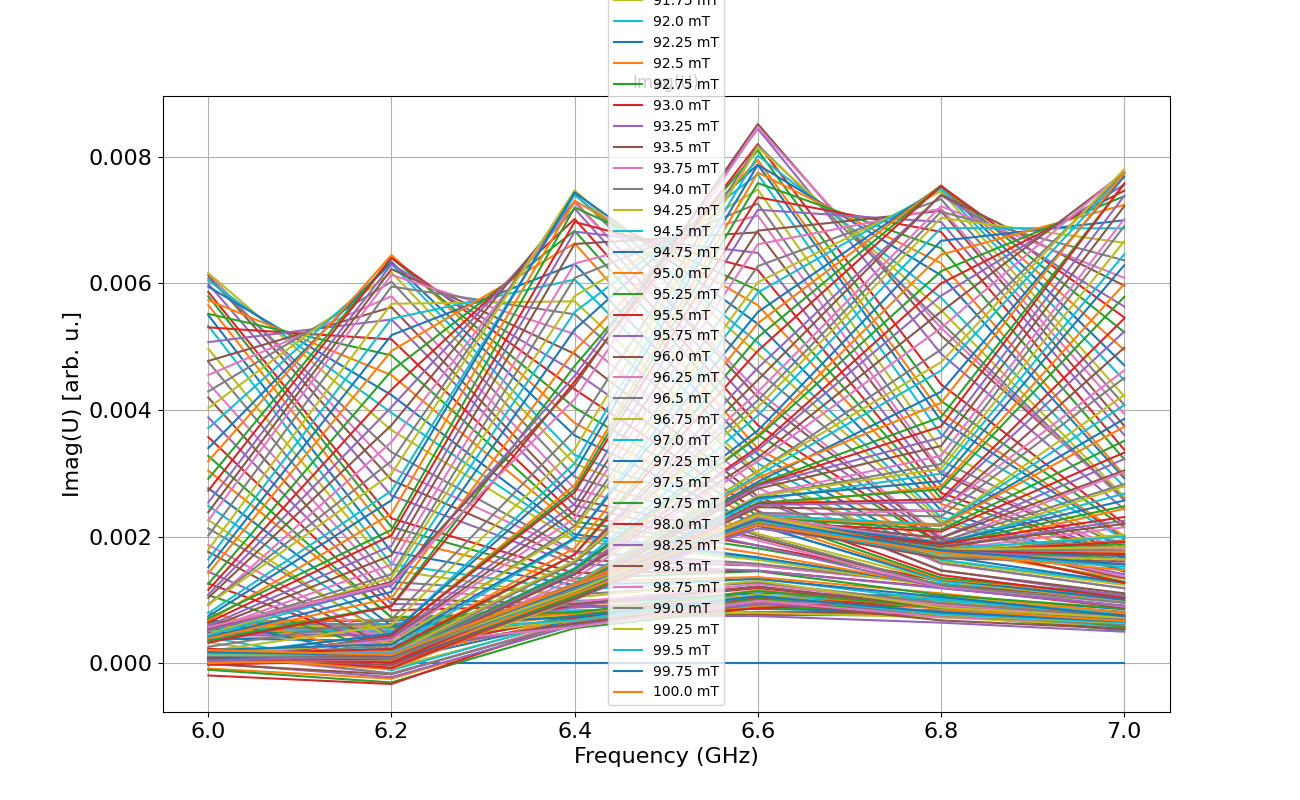 91.75 mT
92.0 mT
92.25 mT
92.5 mT
Imag(U)
92.75 mT
93.0 mT
93.25 mT
93.5 mT
93.75 mT
94.0 mT
94.25 mT
94.5 mT
94.75 mT
95.0 mT
95.25 mT
95.5 mT
95.75 mT
96.0 mT
96.25 mT
96.5 mT
96.75 mT
97.0 mT
97.25 mT
97.5 mT
97.75 mT
98.0 mT
98.25 mT
98.5 mT
98.75 mT
99.0 mT
99.25 mT
99.5 mT
99.75 mT
100.0 mT
0.008
0.006
0.004
0.002
0.000
Imag(U) [arb. u.]
6.0 6.2 6.4 6.6 6.8 7.0
Frequency (GHz)